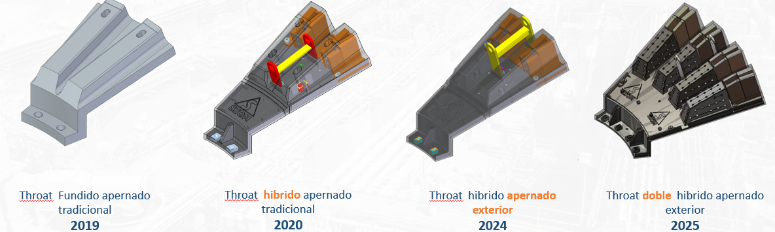 Throat Fundido apernado
tradicional
2019
Throat hibrido apernado
tradicional
2020
Throat hibrido apernado
exterior
2024
Throat doble hibrido apernado
exterior
2025